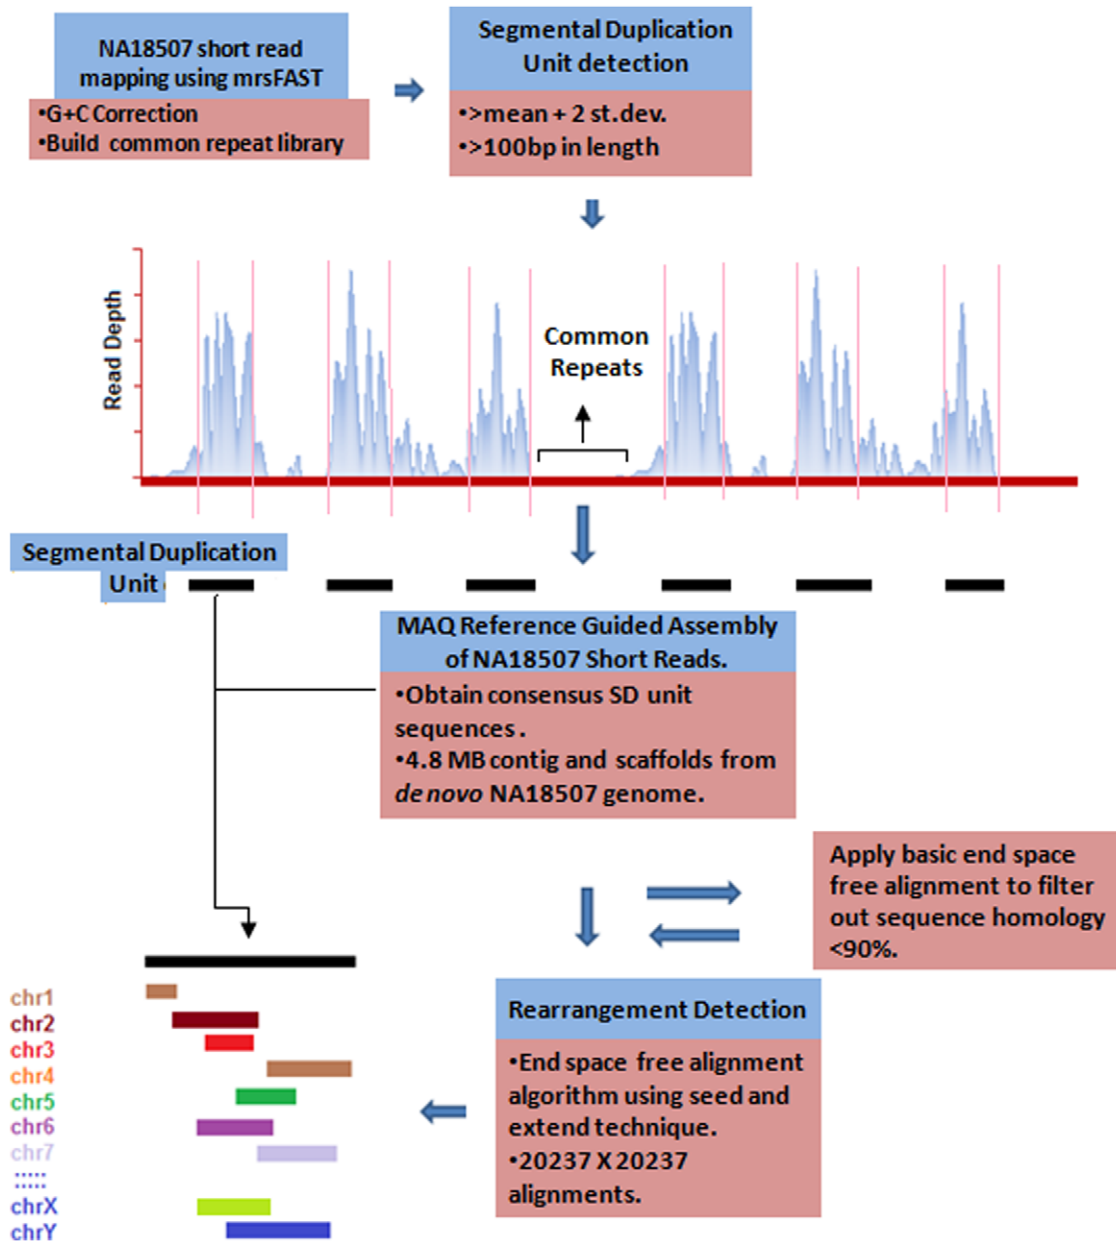 NA18507 short read
mapping using mrsFAST
•G+C Correction
•Build common repeat library
Segmental Duplication
Unit detection
•>mean + 2 st.dev.
•>100bp in length
Read Depth
Common
Repeats
Segmental Duplication
Unit
MAQ Reference Guided Assembly
of NA18507 Short Reads.
•Obtain consensus SD unit
sequences .
•4.8 MB contig and scaffolds from
de novo NA18507 genome.
Apply basic end space
free alignment to filter
out sequence homology
<90%.
Rearrangement Detection
•End space free alignment
algorithm using seed and
extend technique.
•20237 X 20237
alignments.
chr1
chr2
chr3
chr4
chr5
chr6
chr7
:::::
chrX
chrY